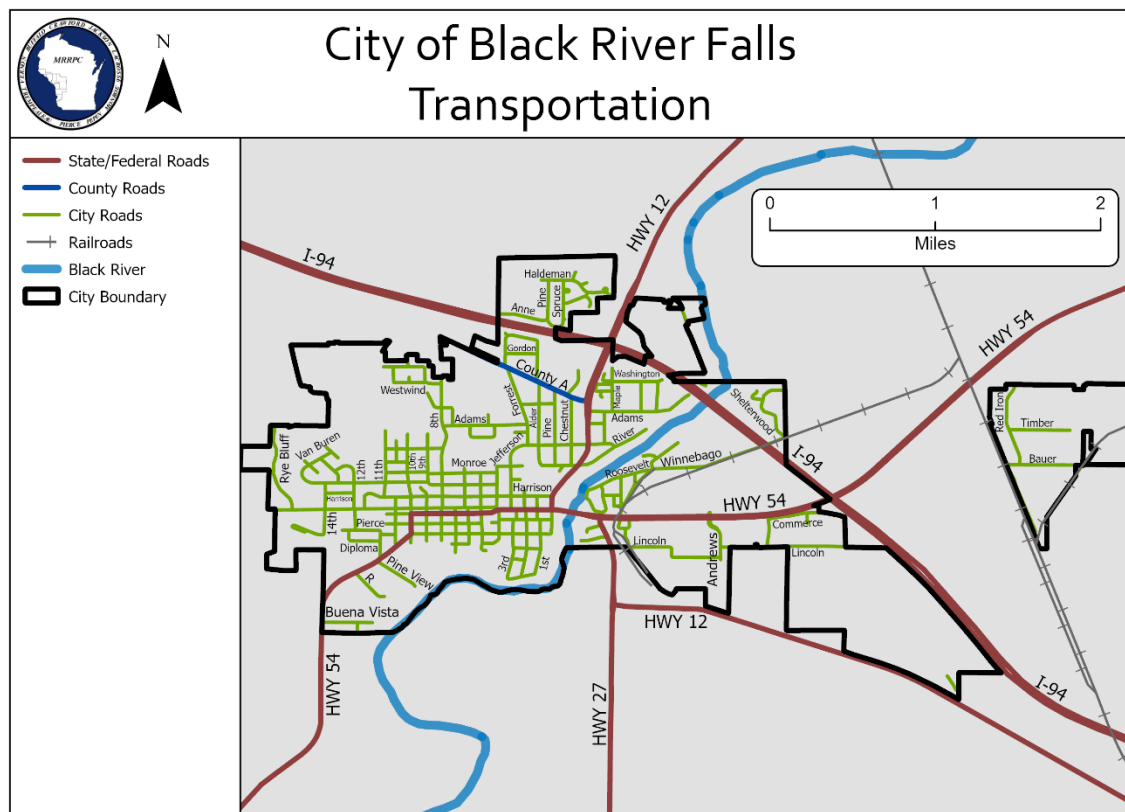 City of Black River Falls
Transportation
MRRPC
N
State/Federal Roads
County Roads
City Roads
Railroads
Black River
City Boundary
0 1 2
Miles
HWY 12
I-94
Haldeman
Pine
Spruce
Anne
HWY 54
Gordon
County A
Washington
Maple
Westwind
Forrest
Shelterwood
Red Iron
Alder
Pine
Chestnut
Adams
8th
Adams
Timber
River
Jefferson
Rye Bluff
Van Buren
12th
11th
10th
9th
Monroe
Roosevelt
Winnebago
I-94
Bauer
Harrison
Harrison
HWY 54
14th
Pierce
Commerce
Diploma
Lincoln
Andrews
Lincoln
3rd
1st
Pine View
R
Buena Vista
HWY 12
HWY 54
HWY 27
I-94